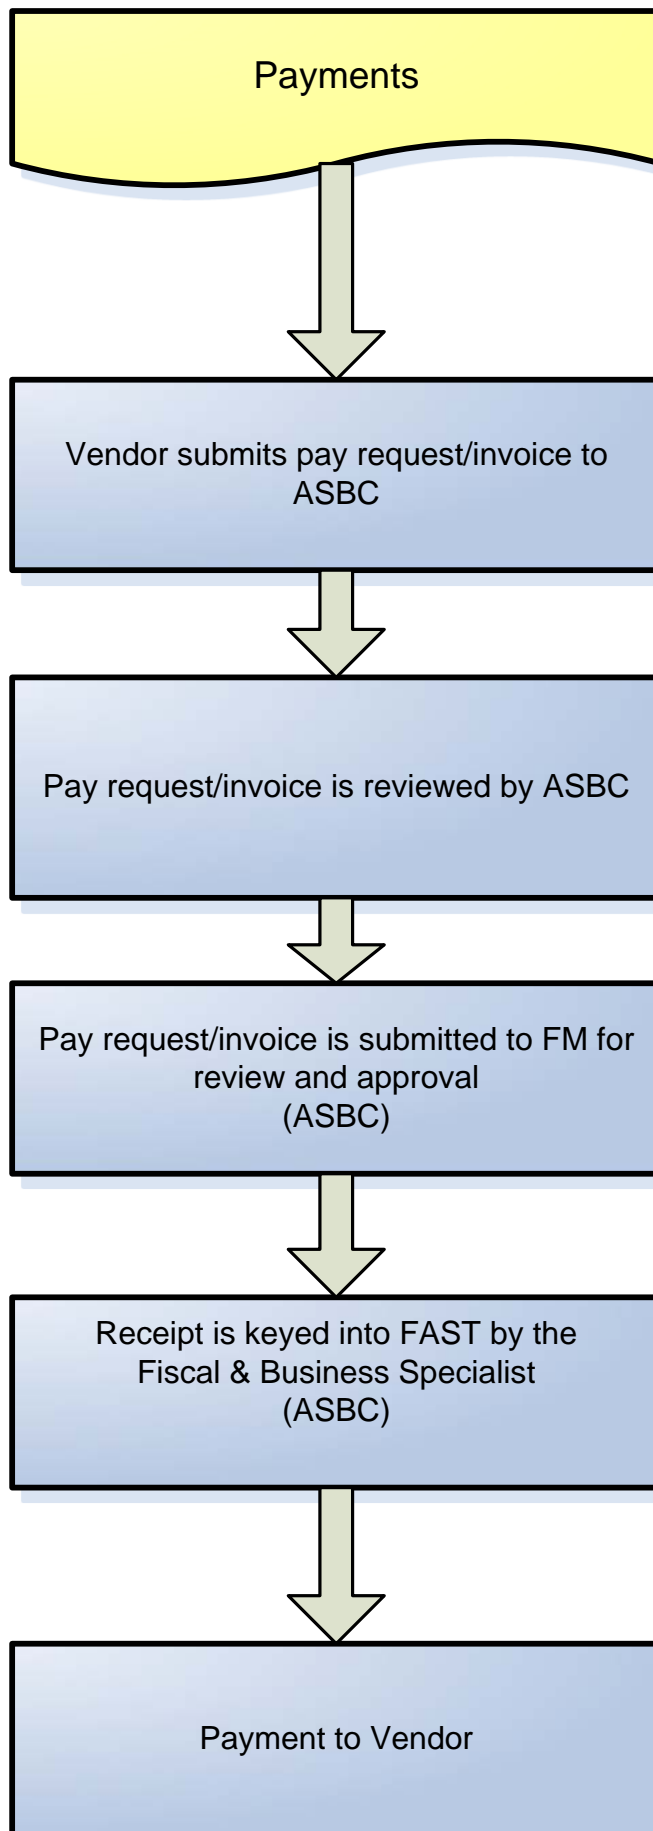 Payments
Vendor submits pay request/invoice to
ASBC
Pay request/invoice is reviewed by ASBC
Pay request/invoice is submitted to FM for
review and approval
(ASBC)
Receipt is keyed into FAST by the
Fiscal & Business Specialist
(ASBC)
Payment to Vendor